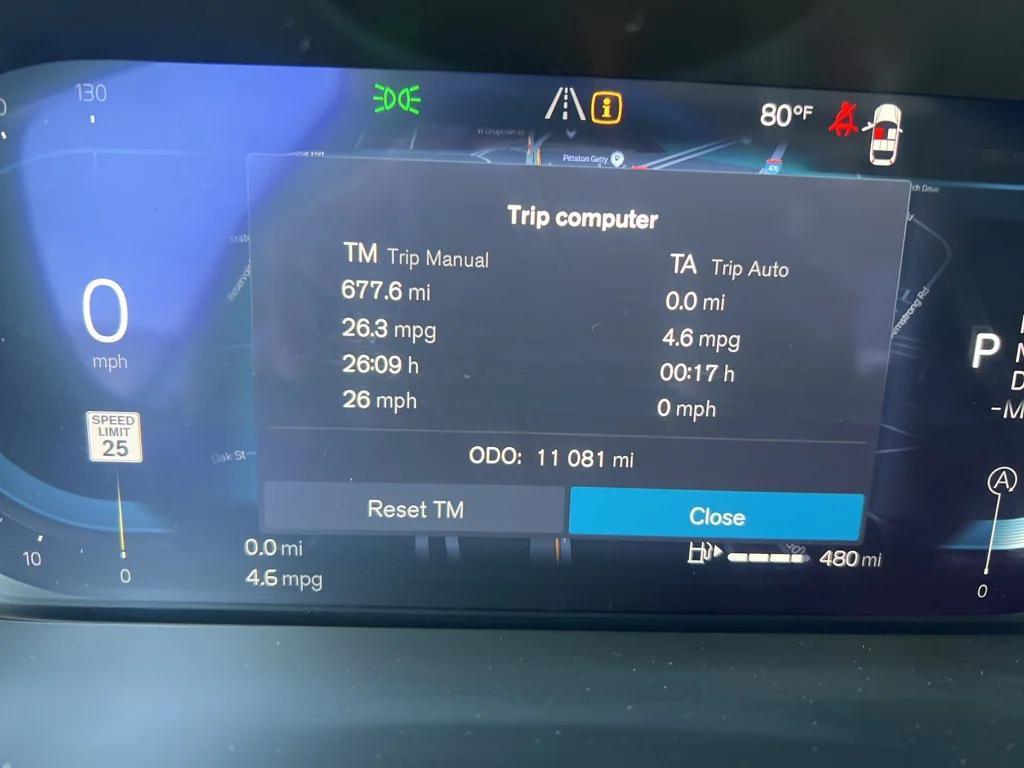 130
80°F
Pittston Getty
Trip computer
TM Trip Manual
TA Trip Auto
677.6 mi
0.0 mi
26.3 mpg
4.6 mpg
26:09 h
00:17 h
26 mph
0 mph
ODO: 11 081 mi
Reset TM
Close
0
mph
SPEED
LIMIT
25
Oak St
10
0
0.0 mi
4.6 mpg
480 mi
P
A
0